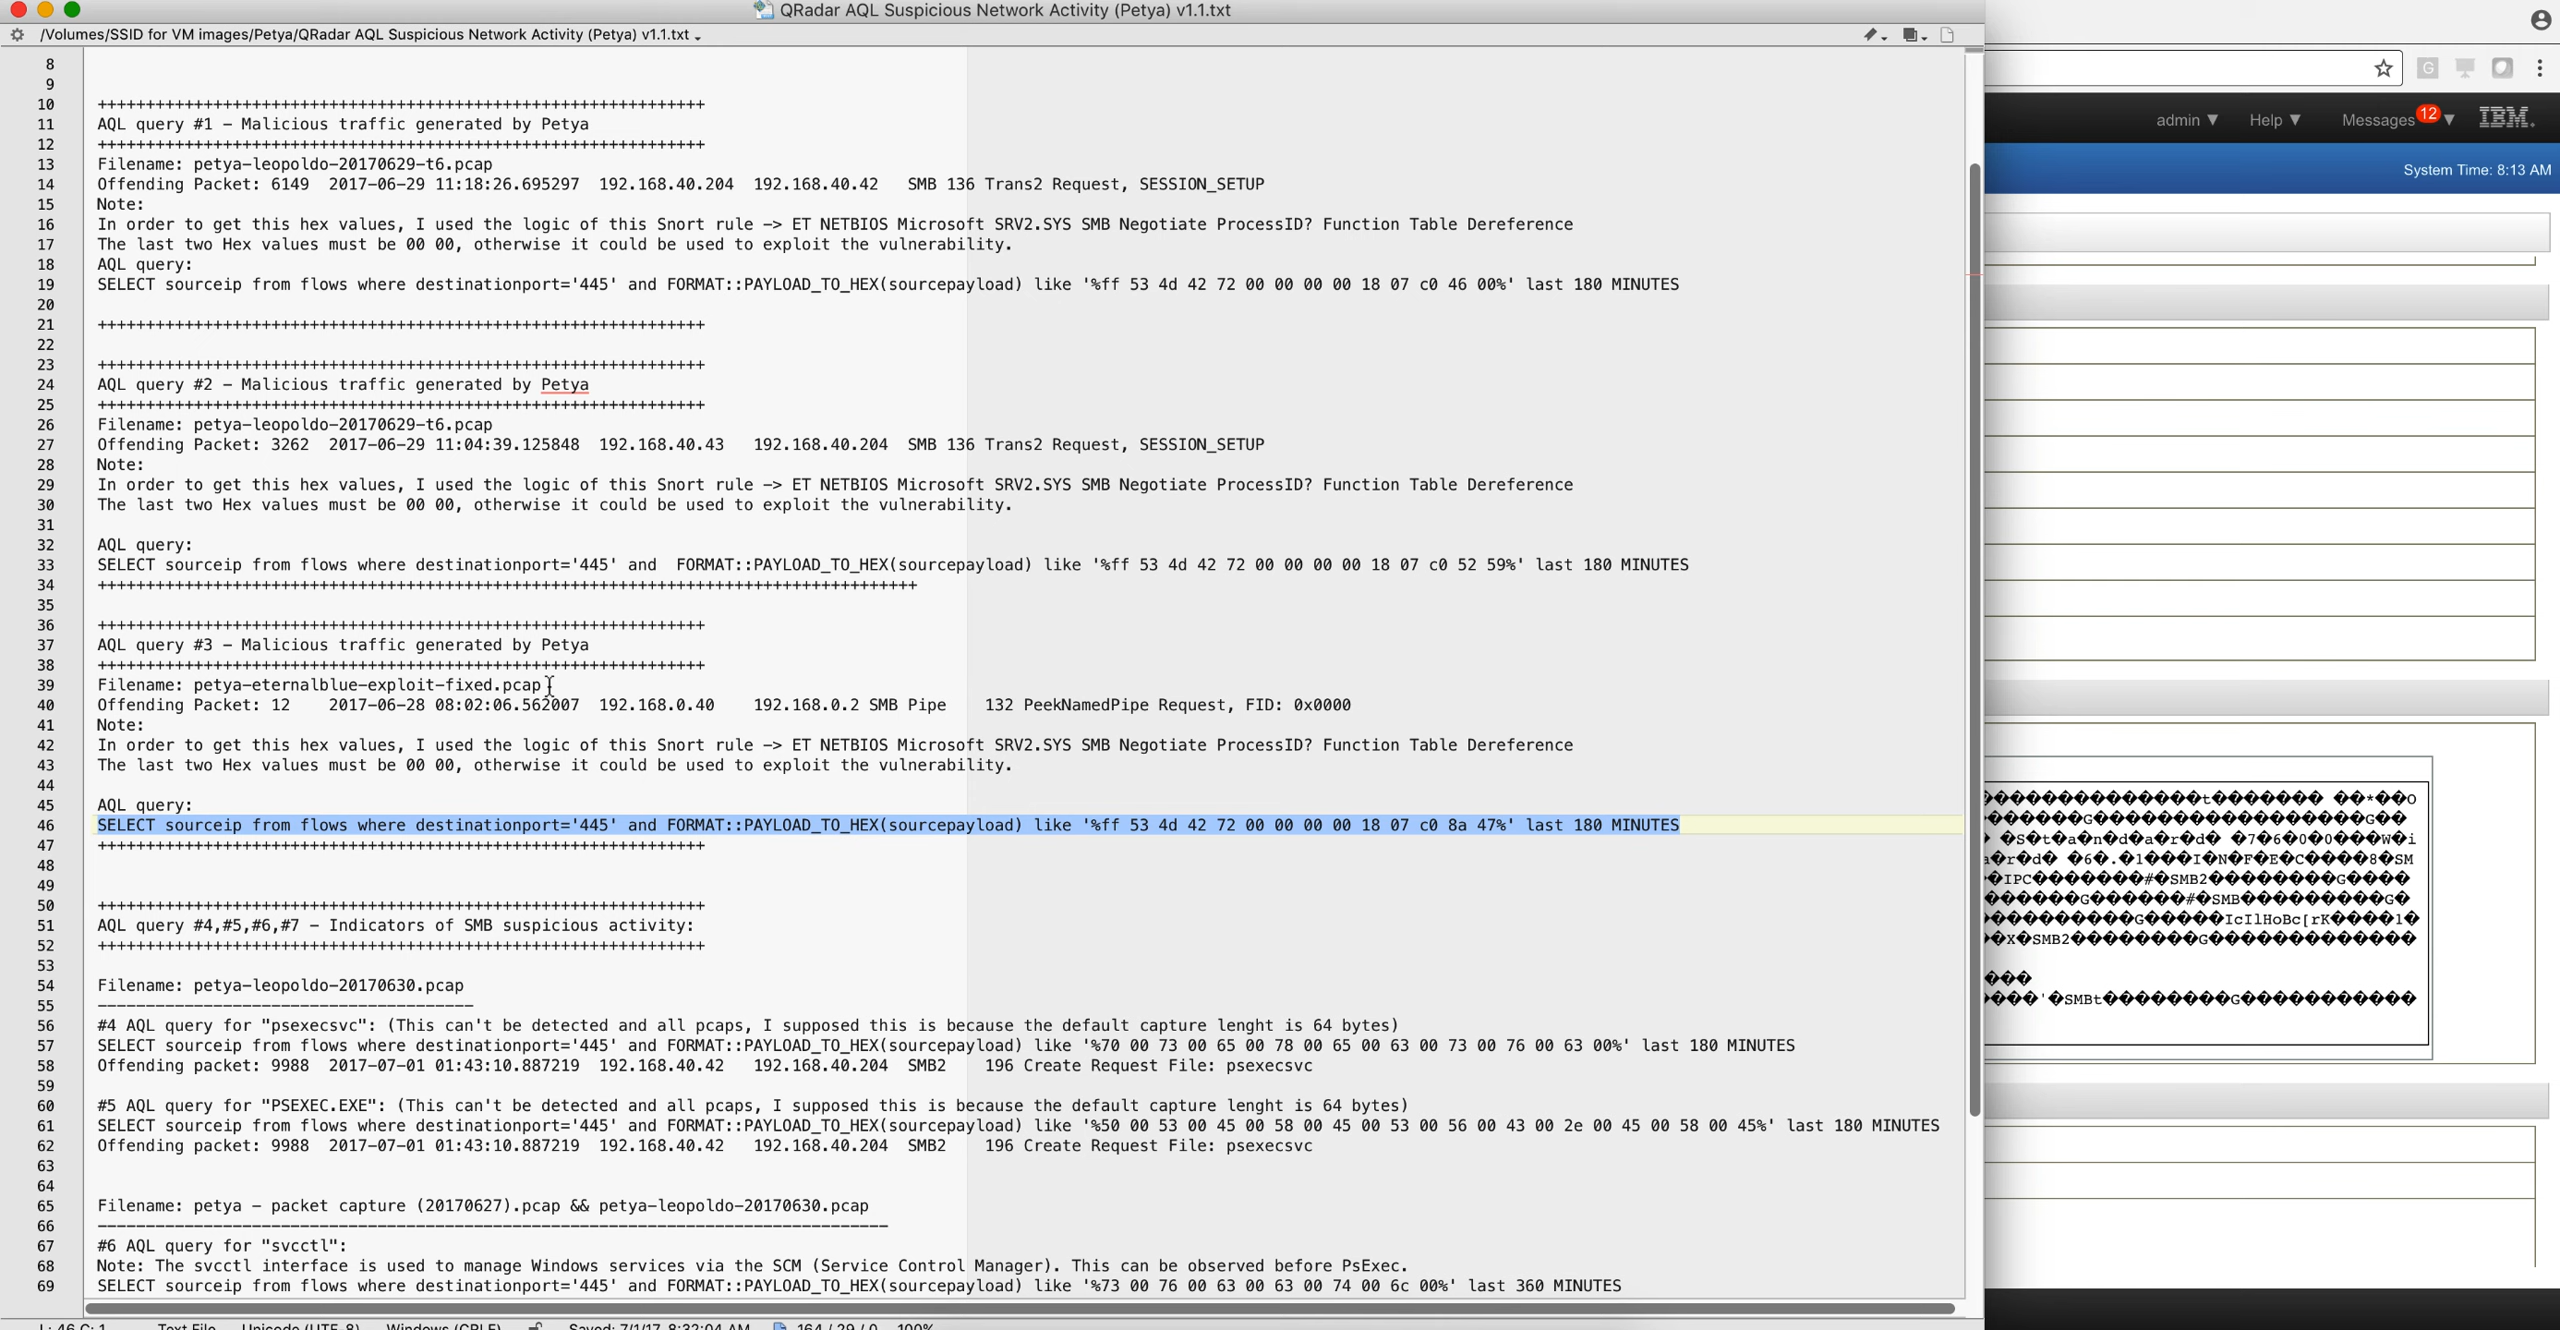 QRadar AQL Suspicious Network Activity (Petya) v1.1.txt
/Volumes/SSID for VM images/Petya/QRadar AQL Suspicious Network Activity (Petya) v1.1.txt
8
9
10 +++++++++++++++++++++++++++++++++++++++++++++++++++++++++++++++
11 AQL query #1 – Malicious traffic generated by Petya
12 +++++++++++++++++++++++++++++++++++++++++++++++++++++++++++++++
13 Filename: petya-leopoldo-20170629-t6.pcap
14 Offending Packet: 6149 2017-06-29 11:18:26.695297 192.168.40.204 192.168.40.42 SMB 136 Trans2 Request, SESSION_SETUP
15 Note:
16 In order to get this hex values, I used the logic of this Snort rule –> ET NETBIOS Microsoft SRV2.SYS SMB Negotiate ProcessID? Function Table Dereference
17 The last two Hex values must be 00 00, otherwise it could be used to exploit the vulnerability.
18 AQL query:
19 SELECT sourceip from flows where destinationport='445' and FORMAT::PAYLOAD_TO_HEX(sourcepayload) like '%ff 53 4d 42 72 00 00 00 00 18 07 c0 46 00%' last 180 MINUTES
20
21 +++++++++++++++++++++++++++++++++++++++++++++++++++++++++++++++
22
23 +++++++++++++++++++++++++++++++++++++++++++++++++++++++++++++++
24 AQL query #2 – Malicious traffic generated by Petya
25 +++++++++++++++++++++++++++++++++++++++++++++++++++++++++++++++
26 Filename: petya-leopoldo-20170629-t6.pcap
27 Offending Packet: 3262 2017-06-29 11:04:39.125848 192.168.40.43 192.168.40.204 SMB 136 Trans2 Request, SESSION_SETUP
28 Note:
29 In order to get this hex values, I used the logic of this Snort rule –> ET NETBIOS Microsoft SRV2.SYS SMB Negotiate ProcessID? Function Table Dereference
30 The last two Hex values must be 00 00, otherwise it could be used to exploit the vulnerability.
31
32 AQL query:
33 SELECT sourceip from flows where destinationport='445' and FORMAT::PAYLOAD_TO_HEX(sourcepayload) like '%ff 53 4d 42 72 00 00 00 00 18 07 c0 52 59%' last 180 MINUTES
34 +++++++++++++++++++++++++++++++++++++++++++++++++++++++++++++++++++++++++++++++++++++
35
36 +++++++++++++++++++++++++++++++++++++++++++++++++++++++++++++++
37 AQL query #3 – Malicious traffic generated by Petya
38 +++++++++++++++++++++++++++++++++++++++++++++++++++++++++++++++
39 Filename: petya-eternalblue-exploit-fixed.pcap
40 Offending Packet: 12 2017-06-28 08:02:06.562007 192.168.0.40 192.168.0.2 SMB Pipe 132 PeekNamedPipe Request, FID: 0x0000
41 Note:
42 In order to get this hex values, I used the logic of this Snort rule –> ET NETBIOS Microsoft SRV2.SYS SMB Negotiate ProcessID? Function Table Dereference
43 The last two Hex values must be 00 00, otherwise it could be used to exploit the vulnerability.
44
45 AQL query:
46 SELECT sourceip from flows where destinationport='445' and FORMAT::PAYLOAD_TO_HEX(sourcepayload) like '%ff 53 4d 42 72 00 00 00 00 18 07 c0 8a 47%' last 180 MINUTES
47 +++++++++++++++++++++++++++++++++++++++++++++++++++++++++++++++
48
49
50 +++++++++++++++++++++++++++++++++++++++++++++++++++++++++++++++
51 AQL query #4,#5,#6,#7 – Indicators of SMB suspicious activity:
52 +++++++++++++++++++++++++++++++++++++++++++++++++++++++++++++++
53
54 Filename: petya-leopoldo-20170630.pcap
55 ---------------------------------------
56 #4 AQL query for "psexecsvc": (This can't be detected and all pcaps, I supposed this is because the default capture lenght is 64 bytes)
57 SELECT sourceip from flows where destinationport='445' and FORMAT::PAYLOAD_TO_HEX(sourcepayload) like '%70 00 73 00 65 00 78 00 65 00 63 00 73 00 76 00 63 00%' last 180 MINUTES
58 Offending packet: 9988 2017-07-01 01:43:10.887219 192.168.40.42 192.168.40.204 SMB2 196 Create Request File: psexecsvc
59
60 #5 AQL query for "PSEXEC.EXE": (This can't be detected and all pcaps, I supposed this is because the default capture lenght is 64 bytes)
61 SELECT sourceip from flows where destinationport='445' and FORMAT::PAYLOAD_TO_HEX(sourcepayload) like '%50 00 53 00 45 00 58 00 45 00 53 00 56 00 43 00 2e 00 45 00 58 00 45%' last 180 MINUTES
62 Offending packet: 9988 2017-07-01 01:43:10.887219 192.168.40.42 192.168.40.204 SMB2 196 Create Request File: psexecsvc
63
64
65 Filename: petya – packet capture (20170627).pcap && petya-leopoldo-20170630.pcap
66 ----------------------------------------------------------------------------------
67 #6 AQL query for "svcctl":
68 Note: The svcctl interface is used to manage Windows services via the SCM (Service Control Manager). This can be observed before PsExec.
69 SELECT sourceip from flows where destinationport='445' and FORMAT::PAYLOAD_TO_HEX(sourcepayload) like '%73 00 76 00 63 00 63 00 74 00 6c 00%' last 360 MINUTES
L: 46 C: 1 Text File Unicode (UTF-8) Windows (CRLF) Saved: 7/1/17, 8:32:04 AM 164 / 29 / 0 100%
G
admin Help Messages 12 IBM
System Time: 8:13 AM